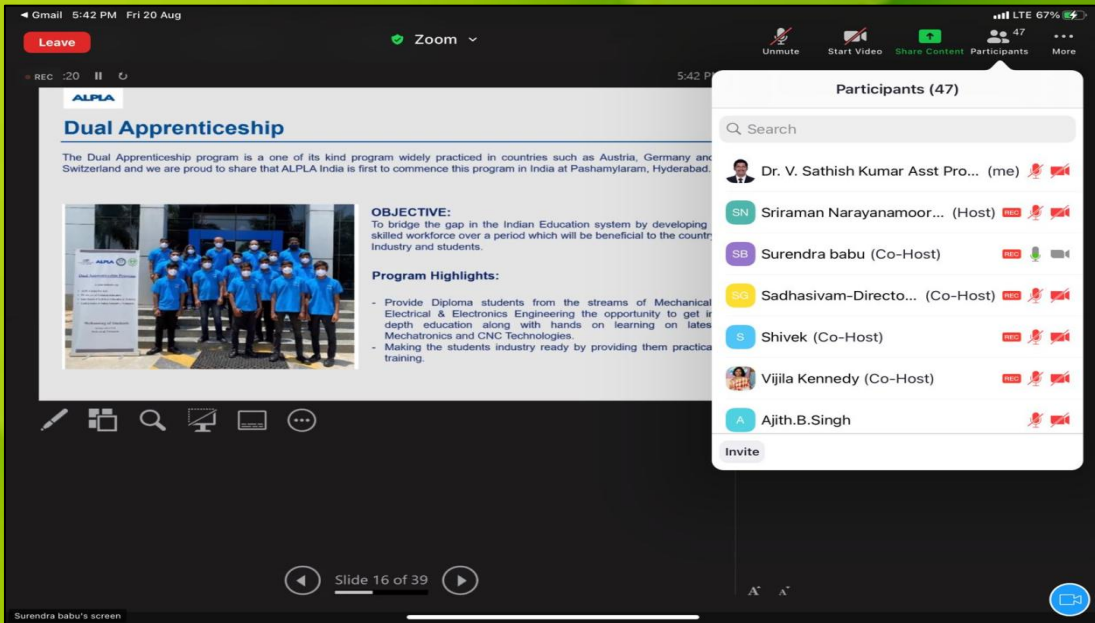 Gmail 5:42 PM Fri 20 Aug
LTE 67%
Leave
Zoom
Unmute
Start Video
Share Content
Participants
47
More
REC :20
5:42 P
ALPLA
Dual Apprenticeship
The Dual Apprenticeship program is a one of its kind program widely practiced in countries such as Austria, Germany and
Switzerland and we are proud to share that ALPLA India is first to commence this program in India at Pashamylaram, Hyderabad.
ALPLA
Dual Apprenticeship Program
OBJECTIVE:
To bridge the gap in the Indian Education system by developing
skilled workforce over a period which will be beneficial to the country
Industry and students.
Program Highlights:
- Provide Diploma students from the streams of Mechanical
Electrical & Electronics Engineering the opportunity to get in
depth education along with hands on learning on lates
Mechatronics and CNC Technologies.
- Making the students industry ready by providing them practica
training.
Participants (47)
Search
Dr. V. Sathish Kumar Asst Pro... (me)
SN Sriraman Narayanamoor... (Host) REC
SB Surendra babu (Co-Host) REC
SG Sadhasivam-Directo... (Co-Host) REC
S Shivek (Co-Host) REC
Vijila Kennedy (Co-Host) REC
A Ajith.B.Singh
Invite
Slide 16 of 39
A A
Surendra babu's screen